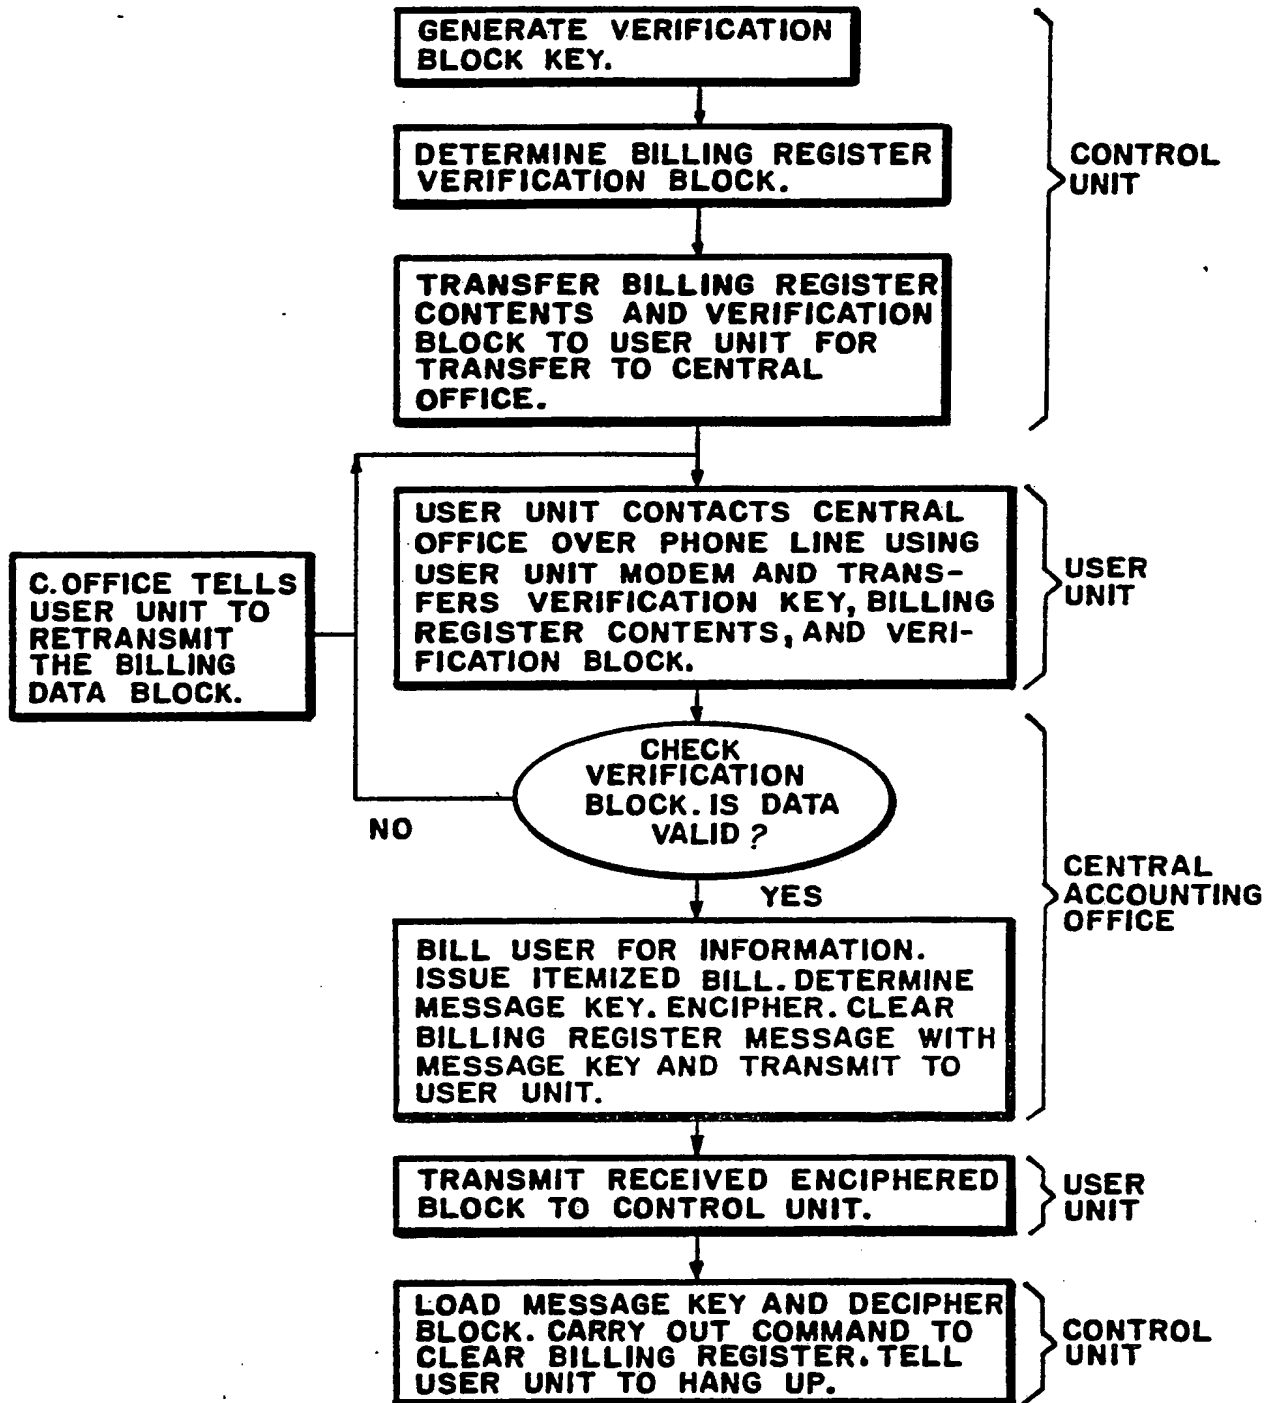 GENERATE VERIFICATION
BLOCK KEY.
DETERMINE BILLING REGISTER
VERIFICATION BLOCK.
TRANSFER BILLING REGISTER
CONTENTS AND VERIFICATION
BLOCK TO USER UNIT FOR
TRANSFER TO CENTRAL
OFFICE.
CONTROL
UNIT
USER UNIT CONTACTS CENTRAL
OFFICE OVER PHONE LINE USING
USER UNIT MODEM AND TRANS-
FERS VERIFICATION KEY, BILLING
REGISTER CONTENTS, AND VERI-
FICATION BLOCK.
USER
UNIT
C. OFFICE TELLS
USER UNIT TO
RETRANSMIT
THE BILLING
DATA BLOCK.
CHECK
VERIFICATION
BLOCK. IS DATA
VALID ?
NO
YES
CENTRAL
ACCOUNTING
OFFICE
BILL USER FOR INFORMATION.
ISSUE ITEMIZED BILL. DETERMINE
MESSAGE KEY. ENCIPHER. CLEAR
BILLING REGISTER MESSAGE WITH
MESSAGE KEY AND TRANSMIT TO
USER UNIT.
TRANSMIT RECEIVED ENCIPHERED
BLOCK TO CONTROL UNIT.
USER
UNIT
LOAD MESSAGE KEY AND DECIPHER
BLOCK. CARRY OUT COMMAND TO
CLEAR BILLING REGISTER. TELL
USER UNIT TO HANG UP.
CONTROL
UNIT